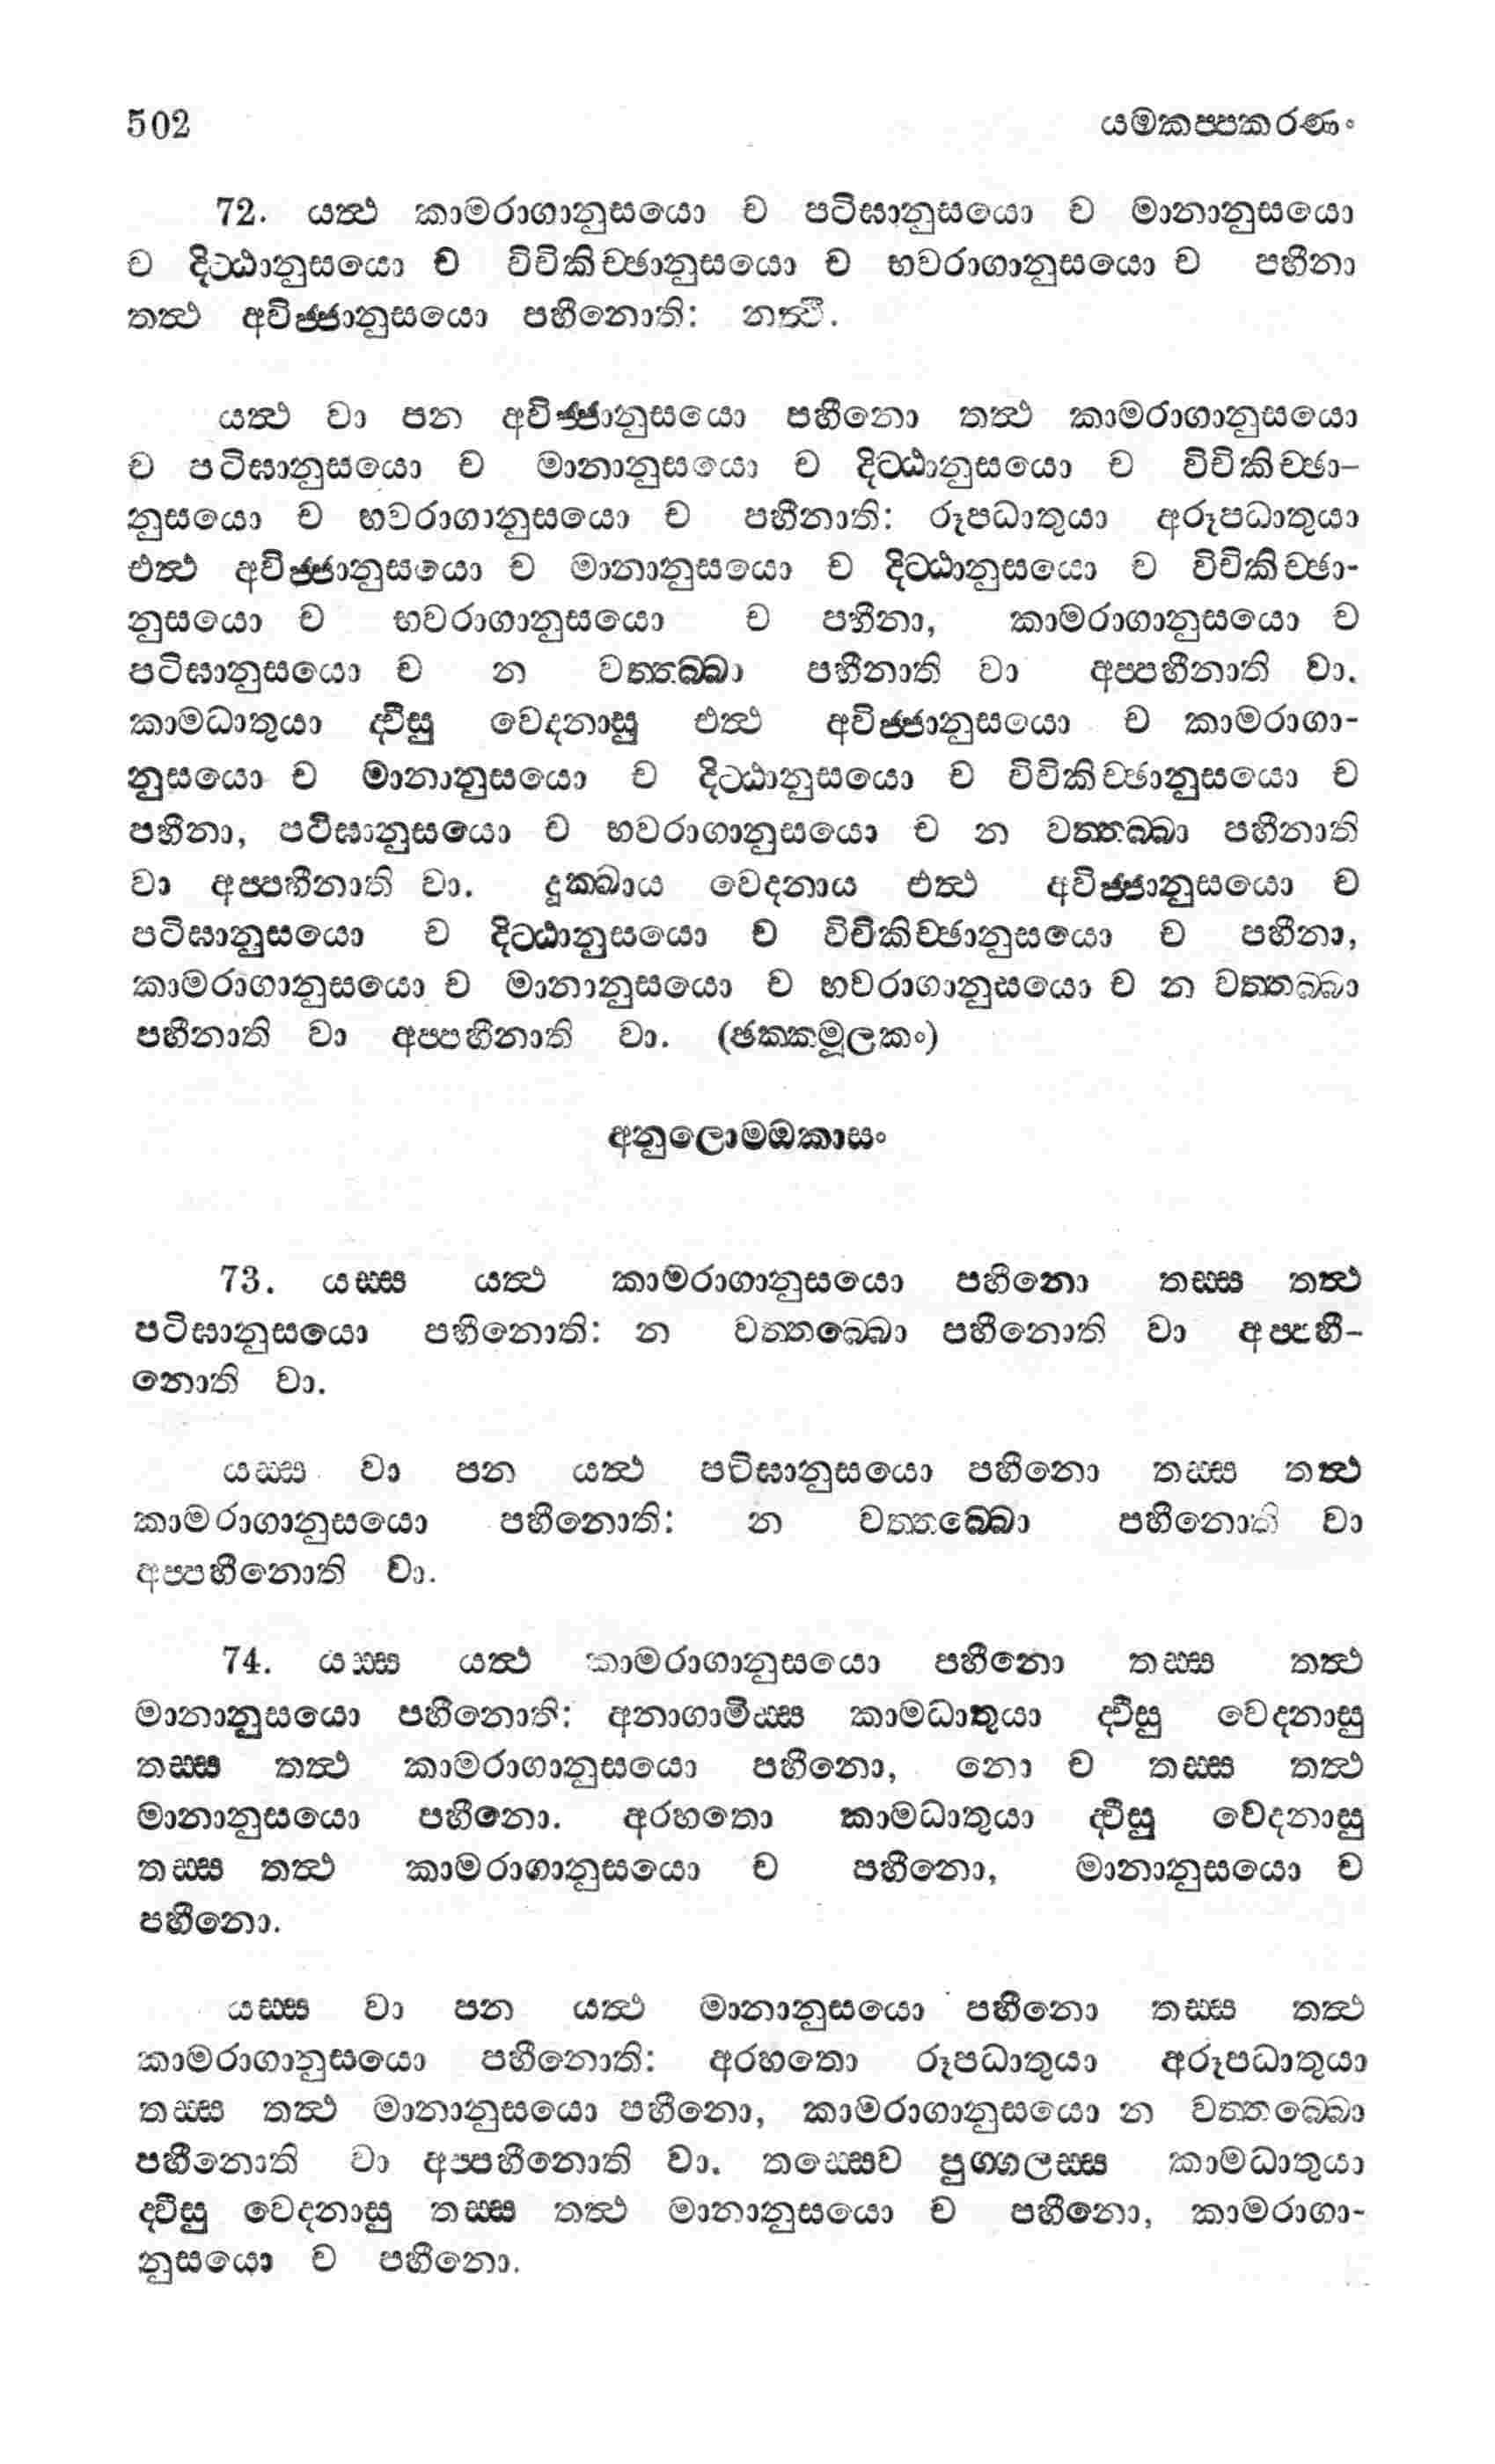 502 යමකප්පකරණං
72. යත්ථ කාමරාගානුසයො ච පටිඝානුසයො ච මානානුසයො
ච දිට්ඨානුසයො ච විචිකිච්ඡානුසයො ච භවරාගානුසයො ච පහීනා
තත්ථ අවිජ්ජානුසයො පහීනොති: නත්ථි.
යත්ථ වා පන අවිජ්ජානුසයො පහීනො තත්ථ කාමරාගානුසයො
ච පටිඝානුසයො ච මානානුසයො ච දිට්ඨානුසයො ච විචිකිච්ඡා-
නුසයො ච භවරාගානුසයො ච පහීනාති: රූපධාතුයා අරූපධාතුයා
එත්ථ අවිජ්ජානුසයො ච මානානුසයො ච දිට්ඨානුසයො ච විචිකිච්ඡා-
නුසයො ච භවරාගානුසයො ච පහීනා, කාමරාගානුසයො ච
පටිඝානුසයො ච න වත්තබ්බා පහීනාති වා අප්පහීනාති වා.
කාමධාතුයා ද්වීසු වෙදනාසු එත්ථ අවිජ්ජානුසයො ච කාමරාගා-
නුසයො ච මානානුසයො ච දිට්ඨානුසයො ච විචිකිච්ඡානුසයො ච
පහීනා, පටිඝානුසයො ච භවරාගානුසයො ච න වත්තබ්බා පහීනාති
වා අප්පහීනාති වා. දුක්ඛාය වෙදනාය එත්ථ අවිජ්ජානුසයො ච
පටිඝානුසයො ච දිට්ඨානුසයො ච විචිකිච්ඡානුසයො ච පහීනා,
කාමරාගානුසයො ච මානානුසයො ච භවරාගානුසයො ච න වත්තබ්බා
පහීනාති වා අප්පහීනාති වා. (ඡක්කමූලකං)
අනුලොමඔකාසං
73. යස්ස යත්ථ කාමරාගානුසයො පහීනො තස්ස තත්ථ
පටිඝානුසයො පහීනොති: න වත්තබ්බො පහීනොති වා අප්පහී-
නොති වා.
යස්ස වා පන යත්ථ පටිඝානුසයො පහීනො තස්ස තත්ථ
කාමරාගානුසයො පහීනොති: න වත්තබ්බො පහීනොති වා
අප්පහීනොති වා.
74. යස්ස යත්ථ කාමරාගානුසයො පහීනො තස්ස තත්ථ
මානානුසයො පහීනොති: අනාගාමිස්ස කාමධාතුයා ද්වීසු වෙදනාසු
තස්ස තත්ථ කාමරාගානුසයො පහීනො, නො ච තස්ස තත්ථ
මානානුසයො පහීනො. අරහතො කාමධාතුයා ද්වීසු වෙදනාසු
තස්ස තත්ථ කාමරාගානුසයො ච පහීනො, මානානුසයො ච
පහීනො.
යස්ස වා පන යත්ථ මානානුසයො පහීනො තස්ස තත්ථ
කාමරාගානුසයො පහීනොති: අරහතො රූපධාතුයා අරූපධාතුයා
තස්ස තත්ථ මානානුසයො පහීනො, කාමරාගානුසයො න වත්තබ්බො
පහීනොති වා අප්පහීනොති වා. තස්සෙව පුග්ගලස්ස කාමධාතුයා
ද්වීසු වෙදනාසු තස්ස තත්ථ මානානුසයො ච පහීනො, කාමරාගා-
නුසයො ච පහීනො.